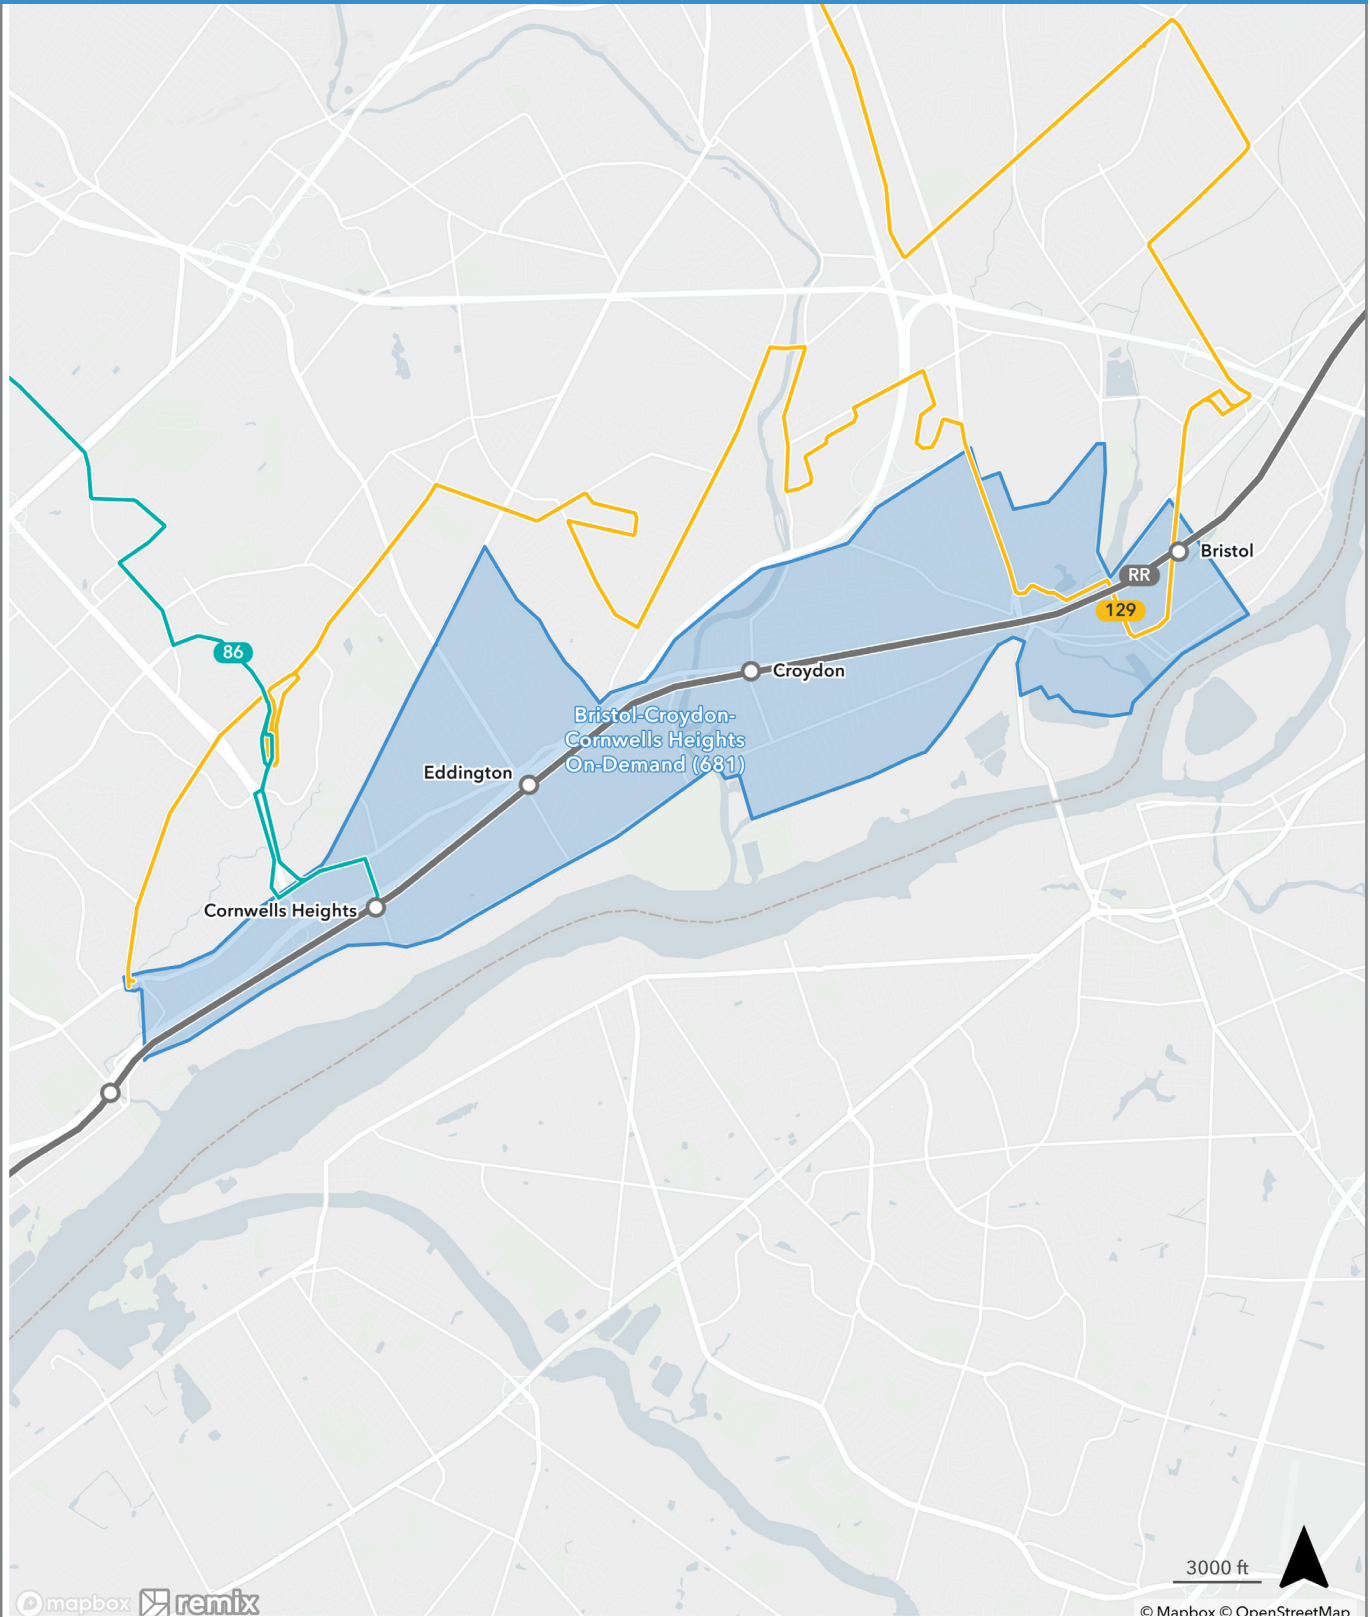 Bristol
RR
129
86
Croydon
Bristol-Croydon-
Cornwells Heights
On-Demand (681)
Eddington
Cornwells Heights
3000 ft
mapbox remix
© Mapbox © OpenStreetMap